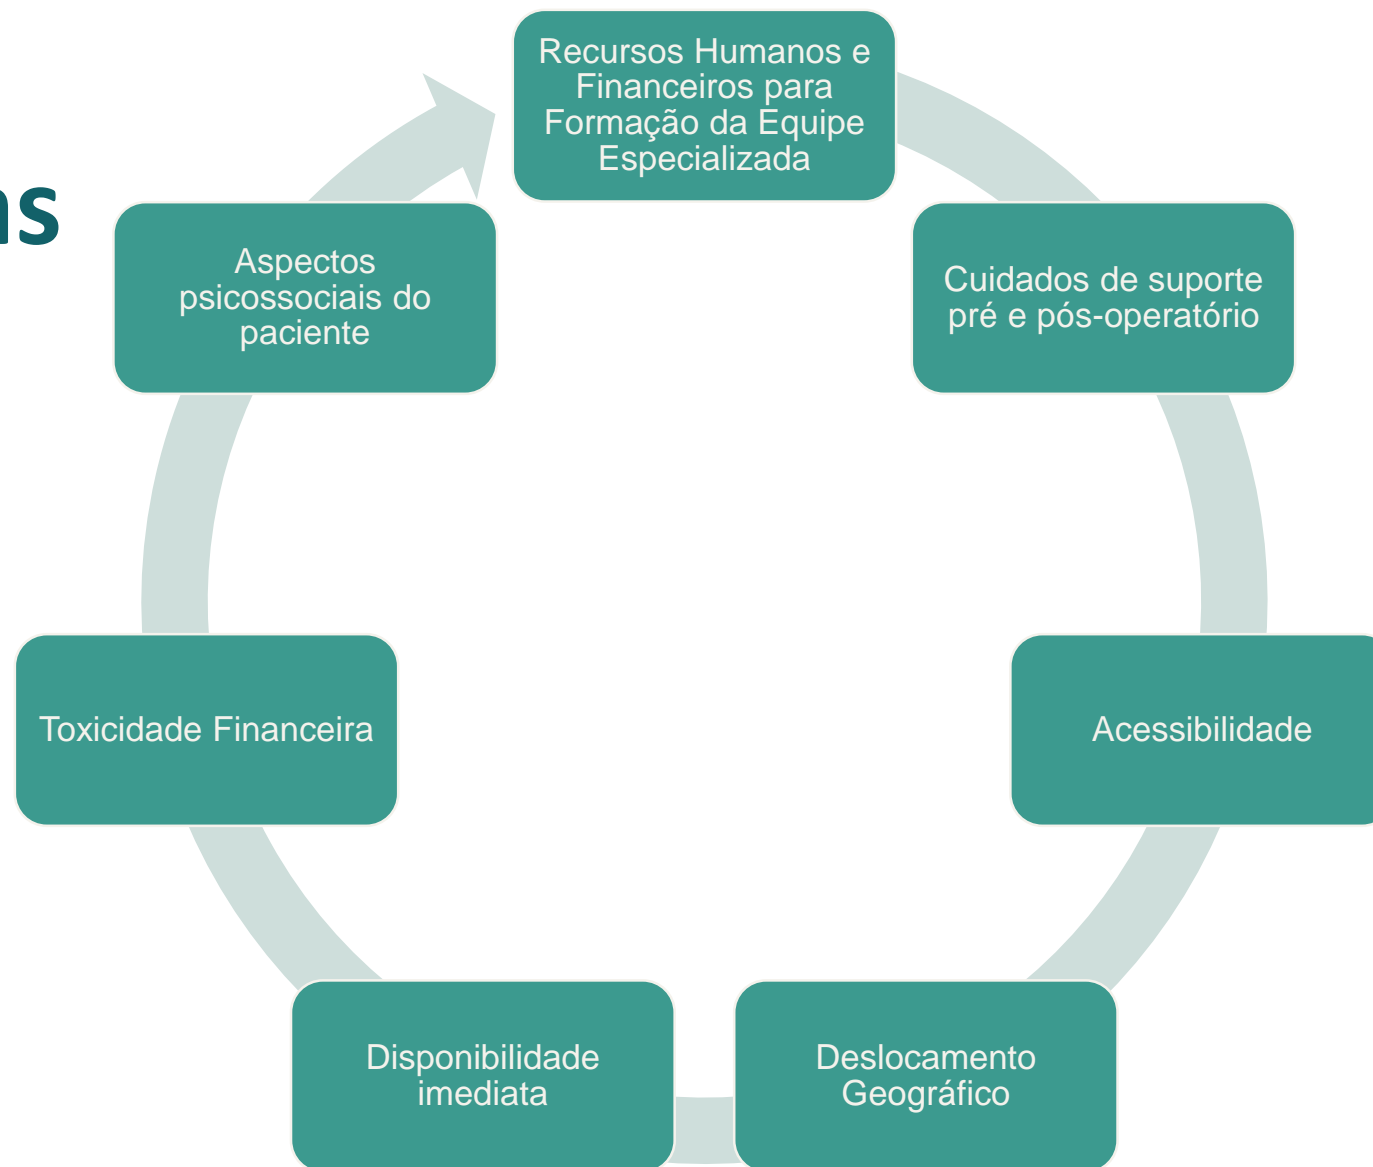 Recursos Humanos e
Financeiros para
Formação da Equipe
Especializada
as
Aspectos
psicossociais do
paciente
Cuidados de suporte
pré e pós-operatório
Toxicidade Financeira
Acessibilidade
Disponibilidade
imediata
Deslocamento
Geográfico